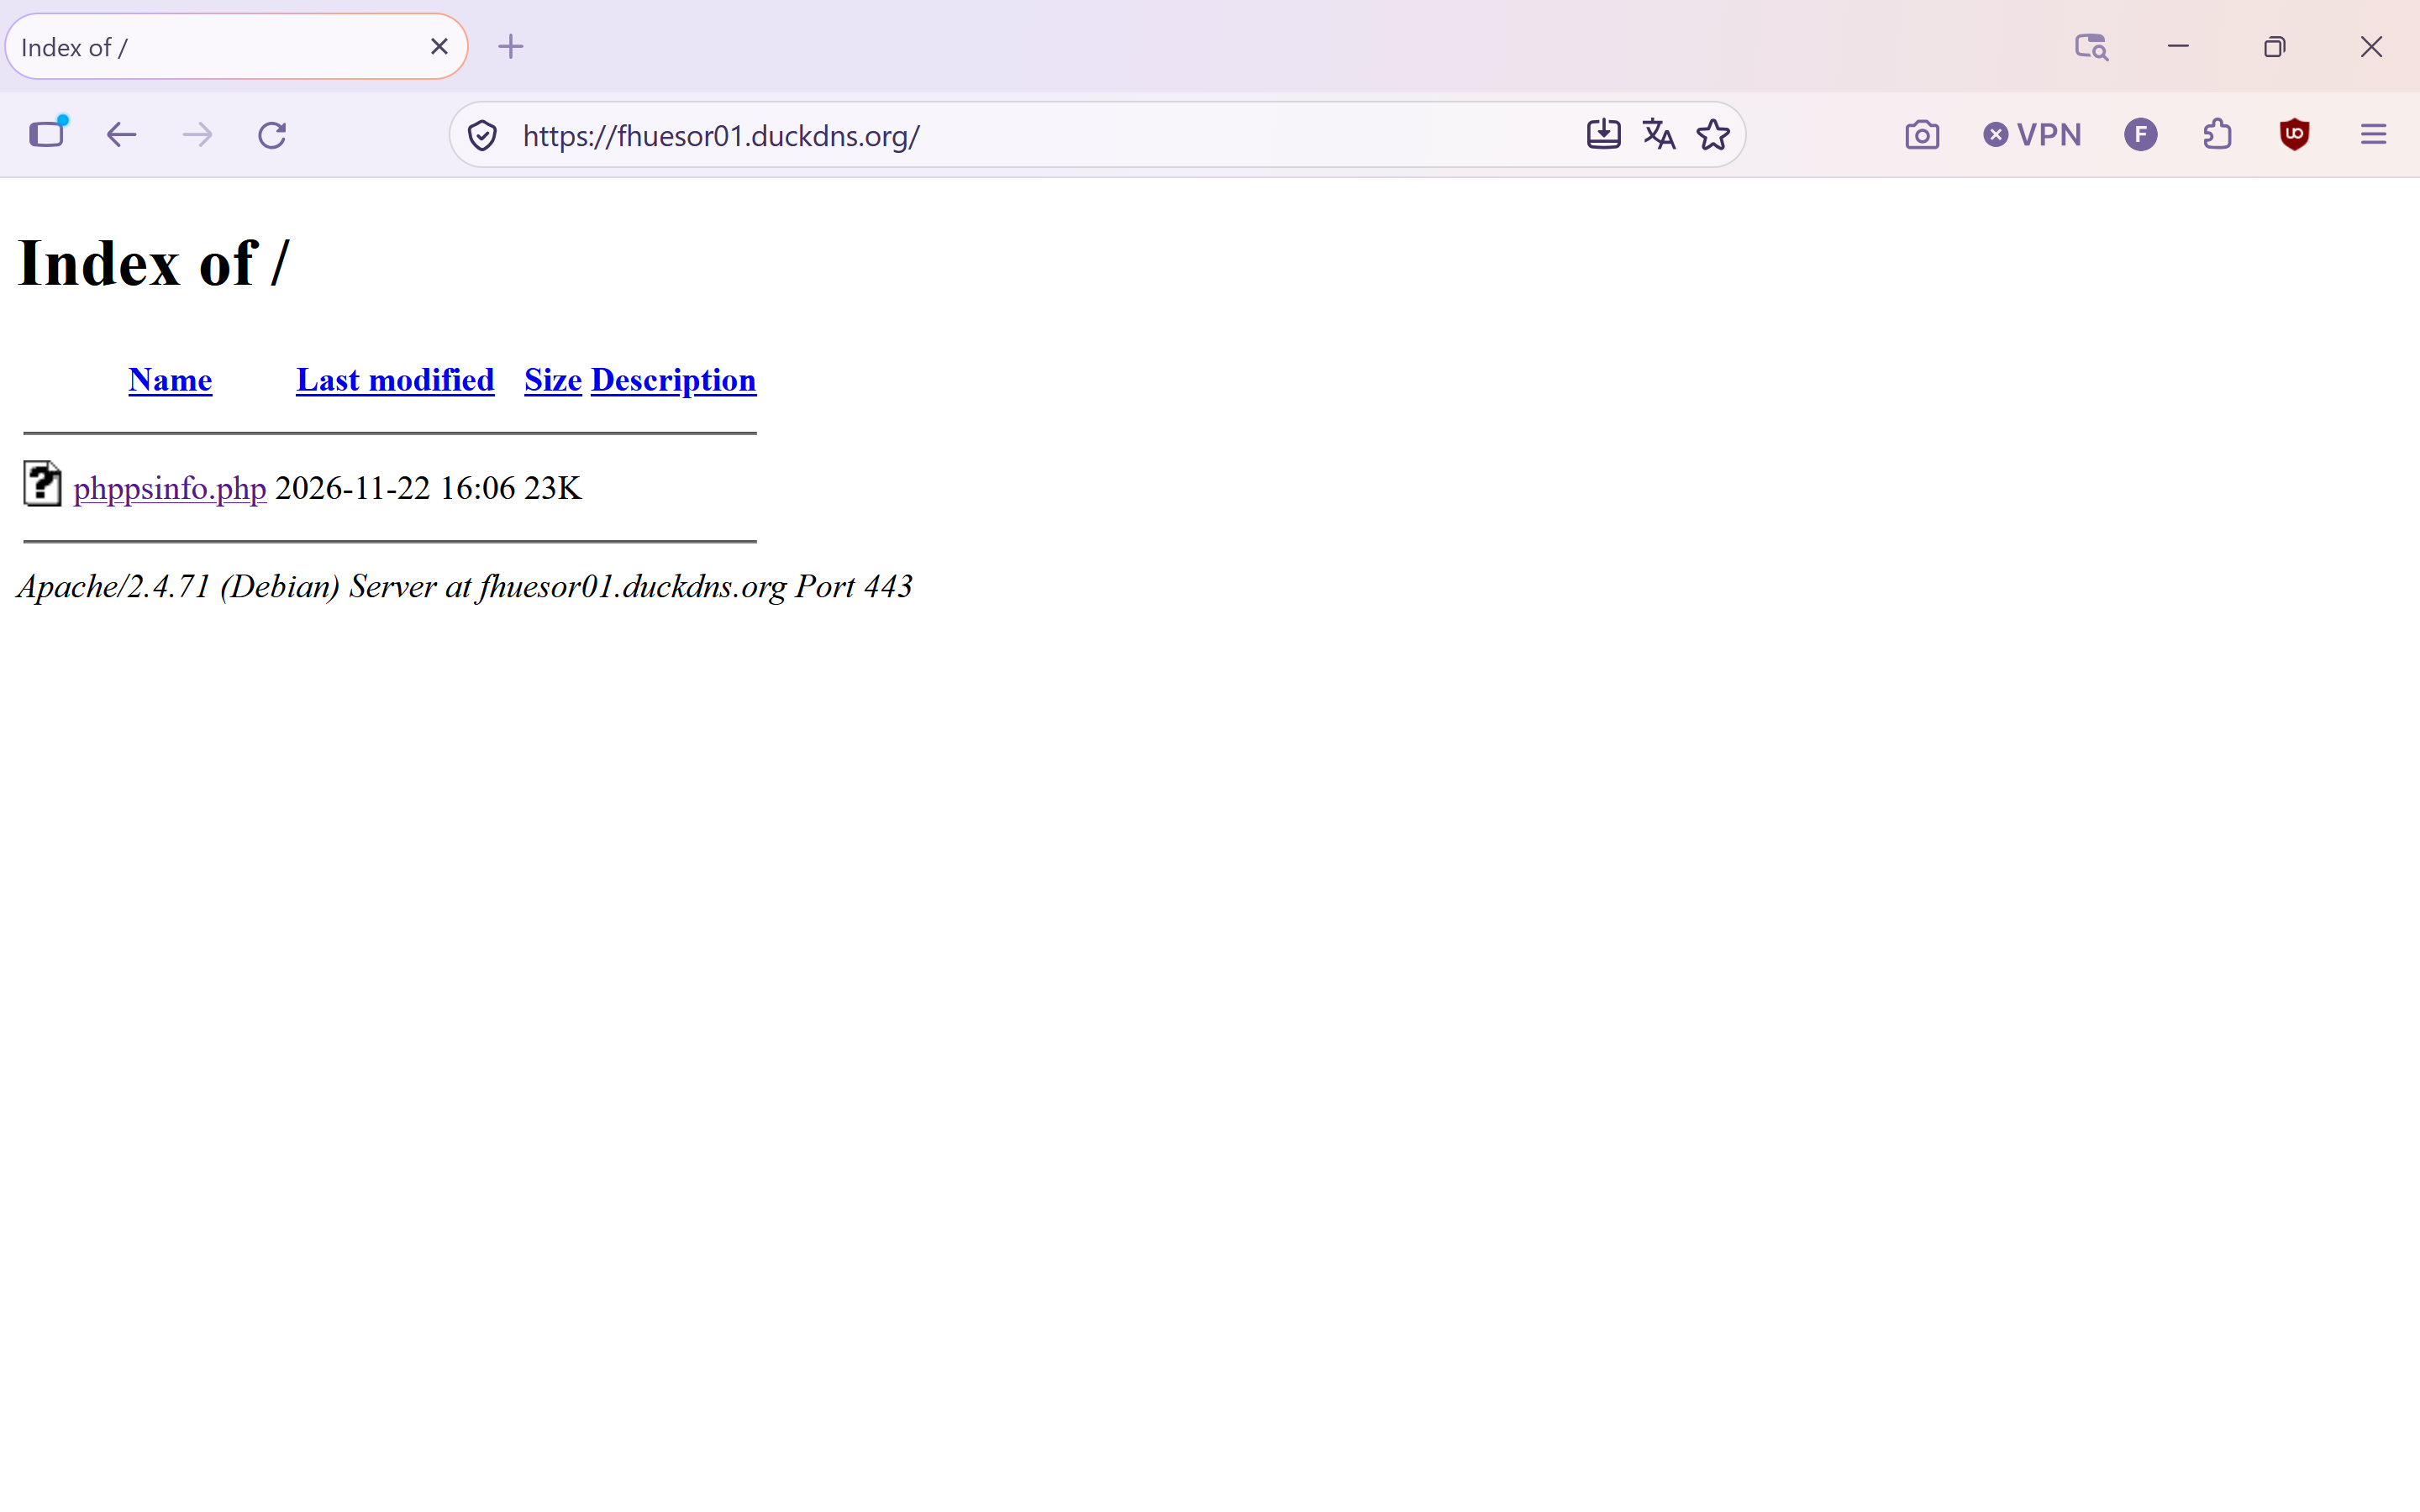 Index of /
https://fhuesor01.duckdns.org/
VPN
F
Index of /
Name Last modified Size Description
phppsinfo.php 2026-11-22 16:06 23K
Apache/2.4.71 (Debian) Server at fhuesor01.duckdns.org Port 443